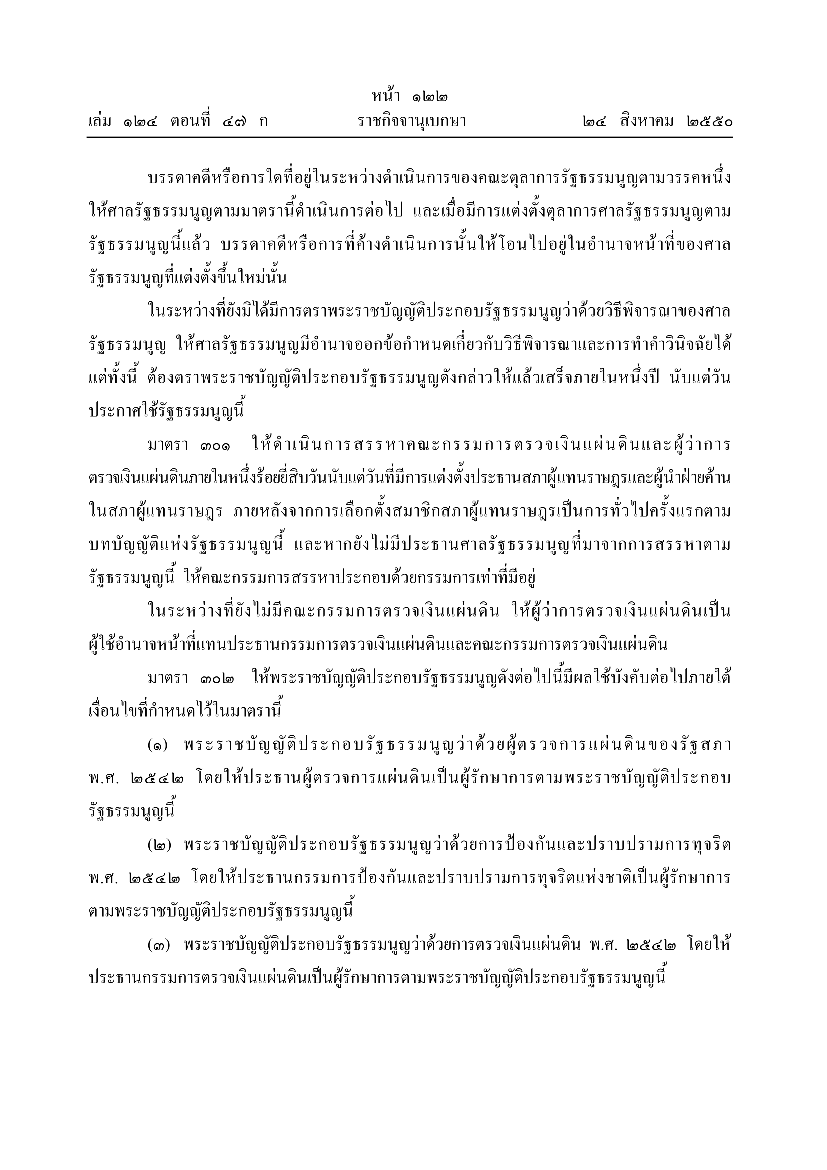 หน้า ๑๒๒
เล่ม ๑๒๔ ตอนที่ ๔๗ ก ราชกิจจานุเบกษา ๒๔ สิงหาคม ๒๕๕๐
บรรดาคดีหรือการใดที่อยู่ในระหว่างดำเนินการของคณะตุลาการรัฐธรรมนูญตามวรรคหนึ่ง
ให้ศาลรัฐธรรมนูญตามมาตรานี้ดำเนินการต่อไป และเมื่อมีการแต่งตั้งตุลาการศาลรัฐธรรมนูญตาม
รัฐธรรมนูญนี้แล้ว บรรดาคดีหรือการที่ค้างดำเนินการนั้นให้โอนไปอยู่ในอำนาจหน้าที่ของศาล
รัฐธรรมนูญที่แต่งตั้งขึ้นใหม่นั้น
ในระหว่างที่ยังมิได้มีการตราพระราชบัญญัติประกอบรัฐธรรมนูญว่าด้วยวิธีพิจารณาของศาล
รัฐธรรมนูญ ให้ศาลรัฐธรรมนูญมีอำนาจออกข้อกำหนดเกี่ยวกับวิธีพิจารณาและการทำคำวินิจฉัยได้
แต่ทั้งนี้ ต้องตราพระราชบัญญัติประกอบรัฐธรรมนูญดังกล่าวให้แล้วเสร็จภายในหนึ่งปี นับแต่วัน
ประกาศใช้รัฐธรรมนูญนี้
มาตรา ๓๐๑ ให้ดำเนินการสรรหาคณะกรรมการตรวจเงินแผ่นดินและผู้ว่าการ
ตรวจเงินแผ่นดินภายในหนึ่งร้อยยี่สิบวันนับแต่วันที่มีการแต่งตั้งประธานสภาผู้แทนราษฎรและผู้นำฝ่ายค้าน
ในสภาผู้แทนราษฎร ภายหลังจากการเลือกตั้งสมาชิกสภาผู้แทนราษฎรเป็นการทั่วไปครั้งแรกตาม
บทบัญญัติแห่งรัฐธรรมนูญนี้ และหากยังไม่มีประธานศาลรัฐธรรมนูญที่มาจากการสรรหาตาม
รัฐธรรมนูญนี้ ให้คณะกรรมการสรรหาประกอบด้วยกรรมการเท่าที่มีอยู่
ในระหว่างที่ยังไม่มีคณะกรรมการตรวจเงินแผ่นดิน ให้ผู้ว่าการตรวจเงินแผ่นดินเป็น
ผู้ใช้อำนาจหน้าที่แทนประธานกรรมการตรวจเงินแผ่นดินและคณะกรรมการตรวจเงินแผ่นดิน
มาตรา ๓๐๒ ให้พระราชบัญญัติประกอบรัฐธรรมนูญดังต่อไปนี้มีผลใช้บังคับต่อไปภายใต้
เงื่อนไขที่กำหนดไว้ในมาตรานี้
(๑) พระราชบัญญัติประกอบรัฐธรรมนูญว่าด้วยผู้ตรวจการแผ่นดินของรัฐสภา
พ.ศ. ๒๕๔๒ โดยให้ประธานผู้ตรวจการแผ่นดินเป็นผู้รักษาการตามพระราชบัญญัติประกอบ
รัฐธรรมนูญนี้
(๒) พระราชบัญญัติประกอบรัฐธรรมนูญว่าด้วยการป้องกันและปราบปรามการทุจริต
พ.ศ. ๒๕๔๒ โดยให้ประธานกรรมการป้องกันและปราบปรามการทุจริตแห่งชาติเป็นผู้รักษาการ
ตามพระราชบัญญัติประกอบรัฐธรรมนูญนี้
(๓) พระราชบัญญัติประกอบรัฐธรรมนูญว่าด้วยการตรวจเงินแผ่นดิน พ.ศ. ๒๕๔๒ โดยให้
ประธานกรรมการตรวจเงินแผ่นดินเป็นผู้รักษาการตามพระราชบัญญัติประกอบรัฐธรรมนูญนี้